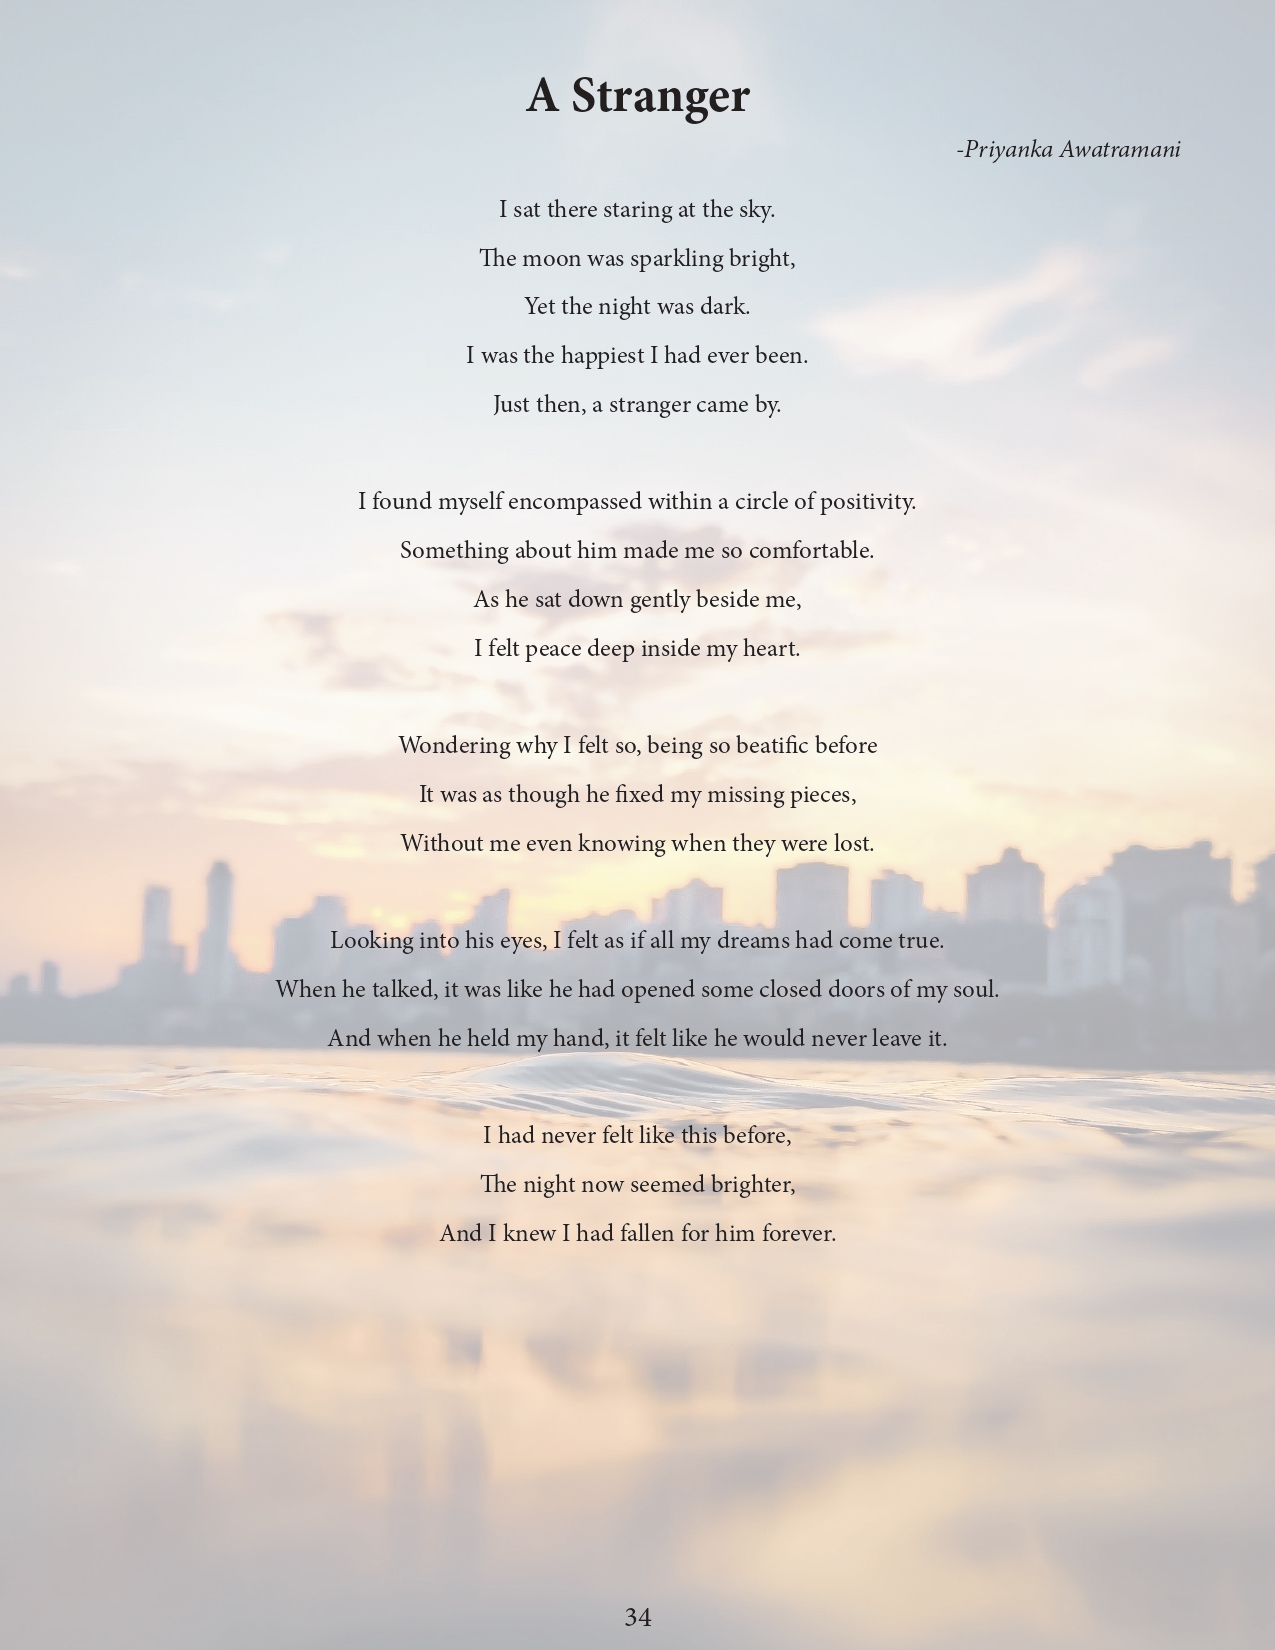 A Stranger
-Priyanka Awatramani
I sat there staring at the sky.
The moon was sparkling bright,
Yet the night was dark.
I was the happiest I had ever been.
Just then, a stranger came by.
I found myself encompassed within a circle of positivity.
Something about him made me so comfortable.
As he sat down gently beside me,
I felt peace deep inside my heart.
Wondering why I felt so, being so beatific before
It was as though he fixed my missing pieces,
Without me even knowing when they were lost.
Looking into his eyes, I felt as if all my dreams had come true.
When he talked, it was like he had opened some closed doors of my soul.
And when he held my hand, it felt like he would never leave it.
I had never felt like this before,
The night now seemed brighter,
And I knew I had fallen for him forever.
34